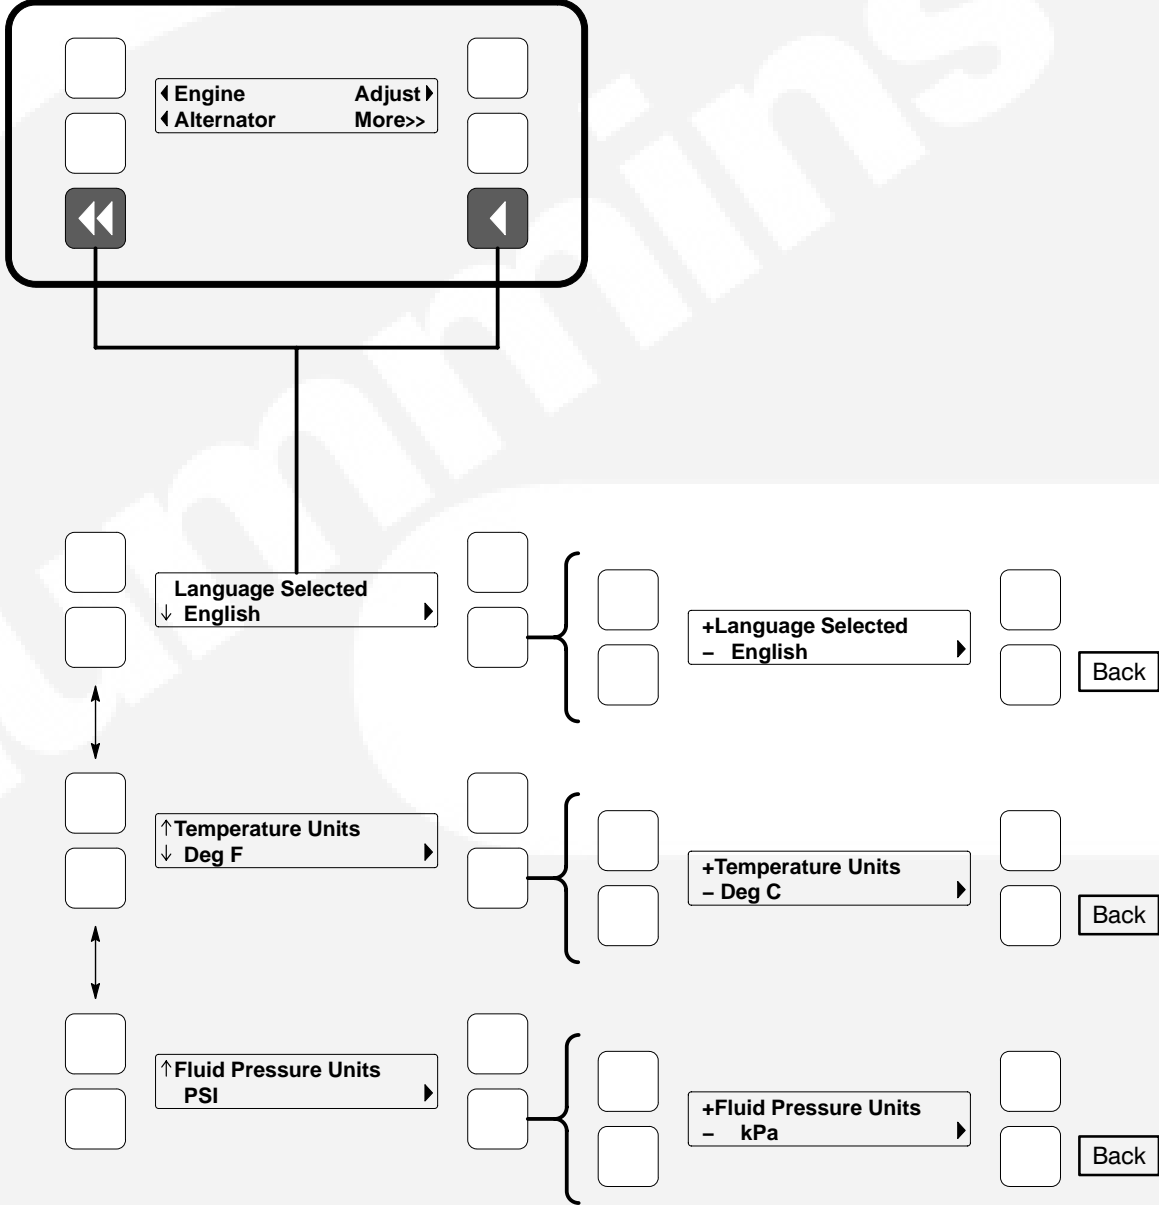 Engine Adjust
Alternator More>>
Language Selected
↓ English
+Language Selected
– English
Back
↑Temperature Units
↓ Deg F
+Temperature Units
– Deg C
Back
↑Fluid Pressure Units
PSI
+Fluid Pressure Units
– kPa
Back
ummins